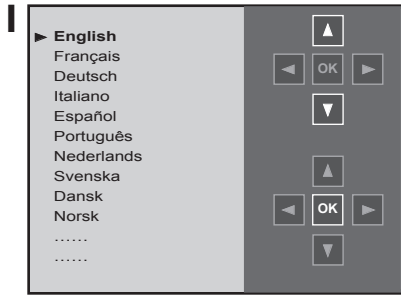 I
English
Français
Deutsch
Italiano
Español
Português
Nederlands
Svenska
Dansk
Norsk
......
......
OK
OK